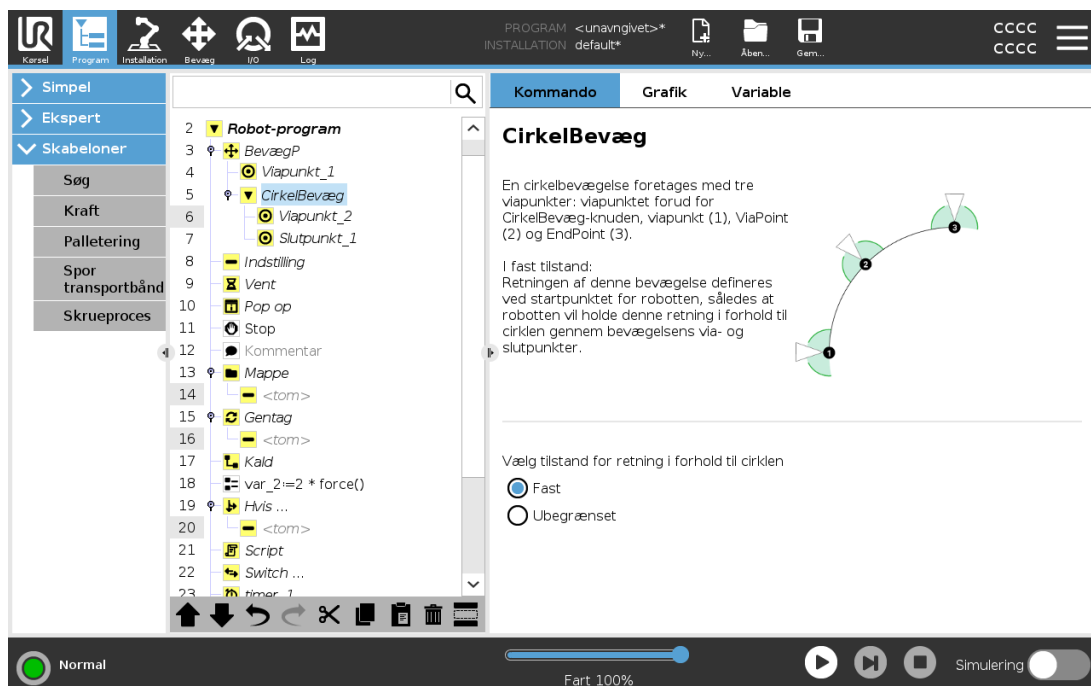 PROGRAM <unavngivet>*
INSTALLATION default*
CCCC
CCCC
Kørsel
Program
Installation
Bevæg
I/O
Log
Ny...
Åben...
Gem...
Simpel
Ekspert
Skabeloner
Søg
Kraft
Palletering
Spor
transportbånd
Skrueproces
2 Robot-program
3 BevægP
4 Viapunkt_1
5 CirkelBevæg
6 Viapunkt_2
7 Slutpunkt_1
8 Indstilling
9 Vent
10 Pop op
11 Stop
12 Kommentar
13 Mappe
14 <tom>
15 Gentag
16 <tom>
17 Kald
18 var_2:=2 * force()
19 Hvis ...
20 <tom>
21 Script
22 Switch ...
23 timer_1
Kommando
Grafik
Variable
CirkelBevæg
En cirkelbevægelse foretages med tre
viapunkter: viapunktet forud for
CirkelBevæg-knuden, viapunkt (1), ViaPoint
(2) og EndPoint (3).
I fast tilstand:
Retningen af denne bevægelse defineres
ved startpunktet for robotten, således at
robotten vil holde denne retning i forhold til
cirklen gennem bevægelsens via- og
slutpunkter.
3
2
1
Vælg tilstand for retning i forhold til cirklen
Fast
Ubegrænset
Normal
Fart 100%
Simulering